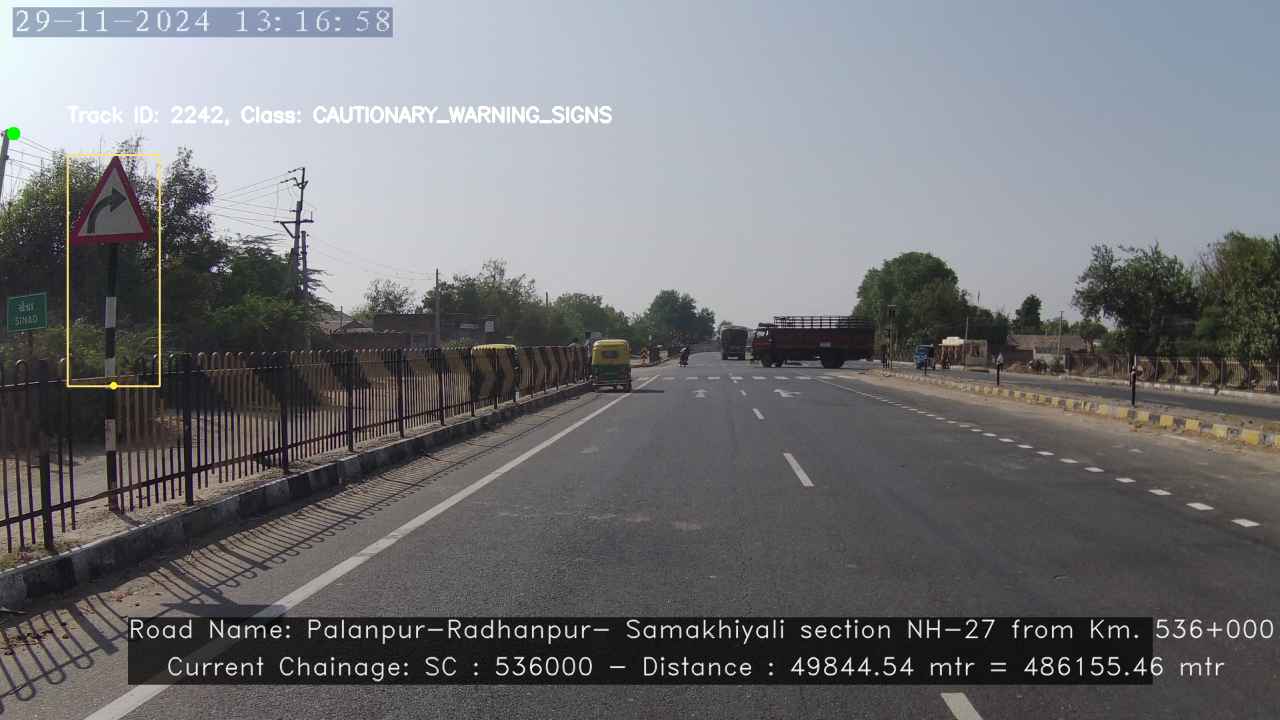 29-11-2024 13:16:58
Track ID: 2242, Class: CAUTIONARY_WARNING_SIGNS
SINAD
Road Name: Palanpur-Radhanpur- Samakhiyali section NH-27 from Km. 536+000
Current Chainage: SC : 536000 - Distance : 49844.54 mtr = 486155.46 mtr